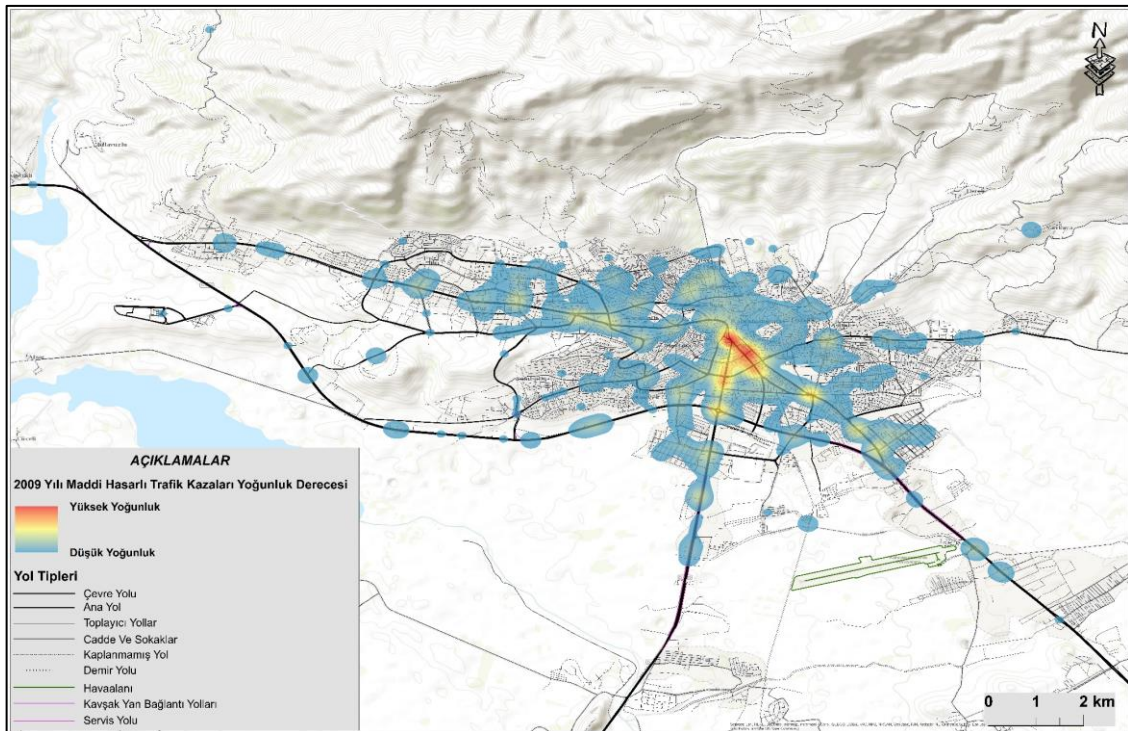 N
AÇIKLAMALAR
2009 Yılı Maddi Hasarlı Trafik Kazaları Yoğunluk Derecesi
Yüksek Yoğunluk
Düşük Yoğunluk
Yol Tipleri
Çevre Yolu
Ana Yol
Toplayıcı Yollar
Cadde Ve Sokaklar
Kaplanmamış Yol
Demir Yolu
Havaalanı
Kavşak Yan Bağlantı Yolları
Servis Yolu
0 1 2 km